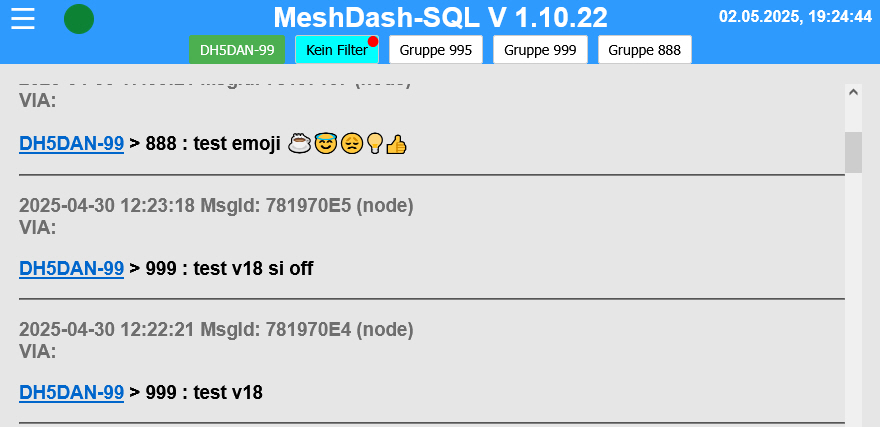 MeshDash-SQL V 1.10.22
02.05.2025, 19:24:44
DH5DAN-99 Kein Filter Gruppe 995 Gruppe 999 Gruppe 888
VIA:
DH5DAN-99 > 888 : test emoji ☕😇😞💡👍
2025-04-30 12:23:18 MsgId: 781970E5 (node)
VIA:
DH5DAN-99 > 999 : test v18 si off
2025-04-30 12:22:21 MsgId: 781970E4 (node)
VIA:
DH5DAN-99 > 999 : test v18